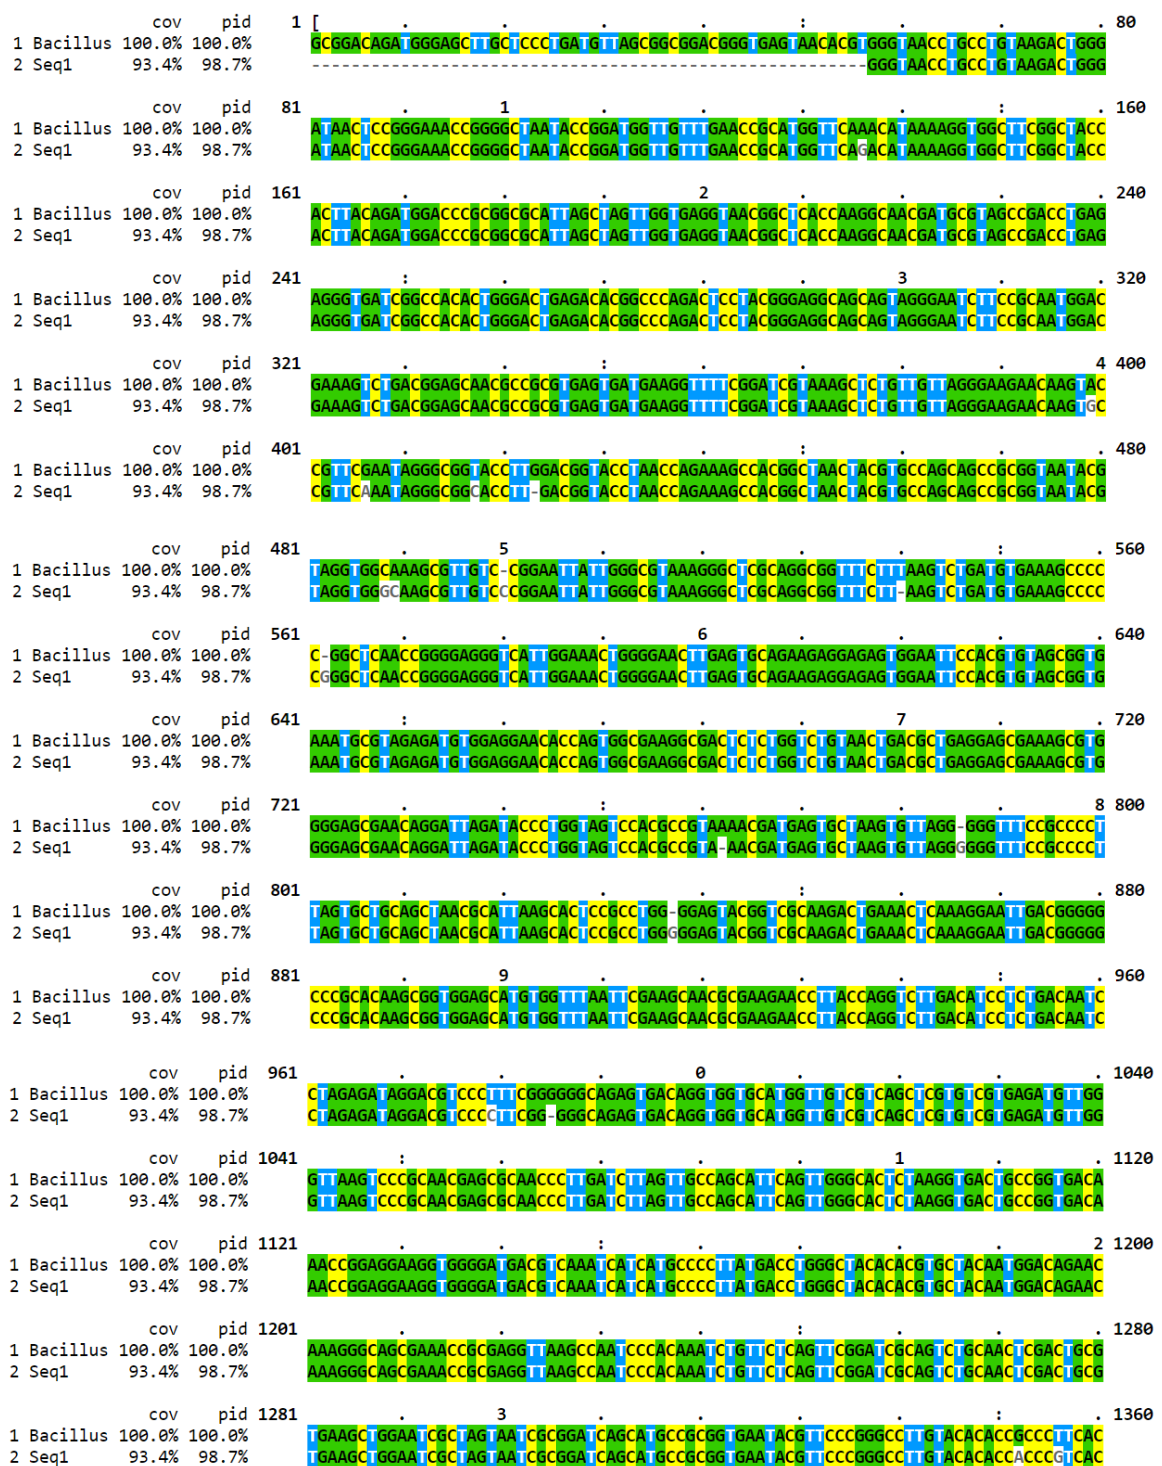 cov pid 1 [ . . . . : . . . 80
1 Bacillus 100.0% 100.0% GCGGACAGATGGGAGCTTGCTCCCTGATGTTAGCGGCGGACGGGTGAGTAACACGTGGGTAACCTGCCTGTAAGACTGGG
2 Seq1 93.4% 98.7% --------------------------------------------------------GGGTAACCTGCCTGTAAGACTGGG
cov pid 81 . 1 . . . . : . 160
1 Bacillus 100.0% 100.0% ATAACTCCGGGAAACCGGGGCTAATACCGGATGGTTGTTTGAACCGCATGGTTCAAACATAAAAGGTGGCTTCGGCTACC
2 Seq1 93.4% 98.7% ATAACTCCGGGAAACCGGGGCTAATACCGGATGGTTGTTTGAACCGCATGGTTCAGACATAAAAGGTGGCTTCGGCTACC
cov pid 161 . . . 2 . . . . 240
1 Bacillus 100.0% 100.0% ACTTACAGATGGACCCGCGGCGCATTAGCTAGTTGGTGAGGTAACGGCTCACCAAGGCAACGATGCGTAGCCGACCTGAG
2 Seq1 93.4% 98.7% ACTTACAGATGGACCCGCGGCGCATTAGCTAGTTGGTGAGGTAACGGCTCACCAAGGCAACGATGCGTAGCCGACCTGAG
cov pid 241 : . . . . 3 . . 320
1 Bacillus 100.0% 100.0% AGGGTGATCGGCCACACTGGGACTGAGACACGGCCCAGACTCCTACGGGAGGCAGCAGTAGGGAATCTTCCGCAATGGAC
2 Seq1 93.4% 98.7% AGGGTGATCGGCCACACTGGGACTGAGACACGGCCCAGACTCCTACGGGAGGCAGCAGTAGGGAATCTTCCGCAATGGAC
cov pid 321 . . : . . . . 4 400
1 Bacillus 100.0% 100.0% GAAAGTCTGACGGAGCAACGCCGCGTGAGTGATGAAGGTTTTCGGATCGTAAAGCTCTGTTGTTAGGGAAGAACAAGTAC
2 Seq1 93.4% 98.7% GAAAGTCTGACGGAGCAACGCCGCGTGAGTGATGAAGGTTTTCGGATCGTAAAGCTCTGTTGTTAGGGAAGAACAAGTGC
cov pid 401 . . . . : . . . 480
1 Bacillus 100.0% 100.0% CGTTCGAATAGGGCGGTACCTTGGACGGTACCTAACCAGAAAGCCACGGCTAACTACGTGCCAGCAGCCGCGGTAATACG
2 Seq1 93.4% 98.7% CGTTCAAATAGGGCGGCACCTT-GACGGTACCTAACCAGAAAGCCACGGCTAACTACGTGCCAGCAGCCGCGGTAATACG
cov pid 481 . 5 . . . . : . 560
1 Bacillus 100.0% 100.0% TAGGTGGCAAAGCGTTGTC-CGGAATTATTGGGCGTAAAGGGCTCGCAGGCGGTTTCTTTAAGTCTGATGTGAAAGCCCC
2 Seq1 93.4% 98.7% TAGGTGGGCAAGCGTTGTCCCGGAATTATTGGGCGTAAAGGGCTCGCAGGCGGTTTCTT-AAGTCTGATGTGAAAGCCCC
cov pid 561 . . . 6 . . . . 640
1 Bacillus 100.0% 100.0% C-GGCTCAACCGGGGAGGGTCATTGGAAACTGGGGAACTTGAGTGCAGAAGAGGAGAGTGGAATTCCACGTGTAGCGGTG
2 Seq1 93.4% 98.7% CGGGCTCAACCGGGGAGGGTCATTGGAAACTGGGGAACTTGAGTGCAGAAGAGGAGAGTGGAATTCCACGTGTAGCGGTG
cov pid 641 : . . . . 7 . . 720
1 Bacillus 100.0% 100.0% AAATGCGTAGAGATGTGGAGGAACACCAGTGGCGAAGGCGACTCTCTGGTCTGTAACTGACGCTGAGGAGCGAAAGCGTG
2 Seq1 93.4% 98.7% AAATGCGTAGAGATGTGGAGGAACACCAGTGGCGAAGGCGACTCTCTGGTCTGTAACTGACGCTGAGGAGCGAAAGCGTG
cov pid 721 . . : . . . . 8 800
1 Bacillus 100.0% 100.0% GGGAGCGAACAGGATTAGATACCCTGGTAGTCCACGCCGTAAAACGATGAGTGCTAAGTGTTAGG-GGGTTTCCGCCCCT
2 Seq1 93.4% 98.7% GGGAGCGAACAGGATTAGATACCCTGGTAGTCCACGCCGTA-AACGATGAGTGCTAAGTGTTAGGGGGGTTTCCGCCCCT
cov pid 801 . . . . : . . . 880
1 Bacillus 100.0% 100.0% TAGTGCTGCAGCTAACGCATTAAGCACTCCGCCTGG-GGAGTACGGTCGCAAGACTGAAACTCAAAGGAATTGACGGGGG
2 Seq1 93.4% 98.7% TAGTGCTGCAGCTAACGCATTAAGCACTCCGCCTGGGGGAGTACGGTCGCAAGACTGAAACTCAAAGGAATTGACGGGGG
cov pid 881 . 9 . . . . : . 960
1 Bacillus 100.0% 100.0% CCCGCACAAGCGGTGGAGCATGTGGTTTAATTCGAAGCAACGCGAAGAACCTTACCAGGTCTTGACATCCTCTGACAATC
2 Seq1 93.4% 98.7% CCCGCACAAGCGGTGGAGCATGTGGTTTAATTCGAAGCAACGCGAAGAACCTTACCAGGTCTTGACATCCTCTGACAATC
cov pid 961 . . . 0 . . . . 1040
1 Bacillus 100.0% 100.0% CTAGAGATAGGACGTCCCTTTCGGGGGGCAGAGTGACAGGTGGTGCATGGTTGTCGTCAGCTCGTGTCGTGAGATGTTGG
2 Seq1 93.4% 98.7% CTAGAGATAGGACGTCCCCTTCGG-GGGCAGAGTGACAGGTGGTGCATGGTTGTCGTCAGCTCGTGTCGTGAGATGTTGG
cov pid 1041 : . . . . 1 . . 1120
1 Bacillus 100.0% 100.0% GTTAAGTCCCGCAACGAGCGCAACCCTTGATCTTAGTTGCCAGCATTCAGTTGGGCACTCTAAGGTGACTGCCGGTGACA
2 Seq1 93.4% 98.7% GTTAAGTCCCGCAACGAGCGCAACCCTTGATCTTAGTTGCCAGCATTCAGTTGGGCACTCTAAGGTGACTGCCGGTGACA
cov pid 1121 . . : . . . . 2 1200
1 Bacillus 100.0% 100.0% AACCGGAGGAAGGTGGGGATGACGTCAAATCATCATGCCCCTTATGACCTGGGCTACACACGTGCTACAATGGACAGAAC
2 Seq1 93.4% 98.7% AACCGGAGGAAGGTGGGGATGACGTCAAATCATCATGCCCCTTATGACCTGGGCTACACACGTGCTACAATGGACAGAAC
cov pid 1201 . . . . : . . . 1280
1 Bacillus 100.0% 100.0% AAAGGGCAGCGAAACCGCGAGGTTAAGCCAATCCCACAAATCTGTTCTCAGTTCGGATCGCAGTCTGCAACTCGACTGCG
2 Seq1 93.4% 98.7% AAAGGGCAGCGAAACCGCGAGGTTAAGCCAATCCCACAAATCTGTTCTCAGTTCGGATCGCAGTCTGCAACTCGACTGCG
cov pid 1281 . 3 . . . . : . 1360
1 Bacillus 100.0% 100.0% TGAAGCTGGAATCGCTAGTAATCGCGGATCAGCATGCCGCGGTGAATACGTTCCCGGGCCTTGTACACACCGCCCTTCAC
2 Seq1 93.4% 98.7% TGAAGCTGGAATCGCTAGTAATCGCGGATCAGCATGCCGCGGTGAATACGTTCCCGGGCCTTGTACACACCACCCGTCAC